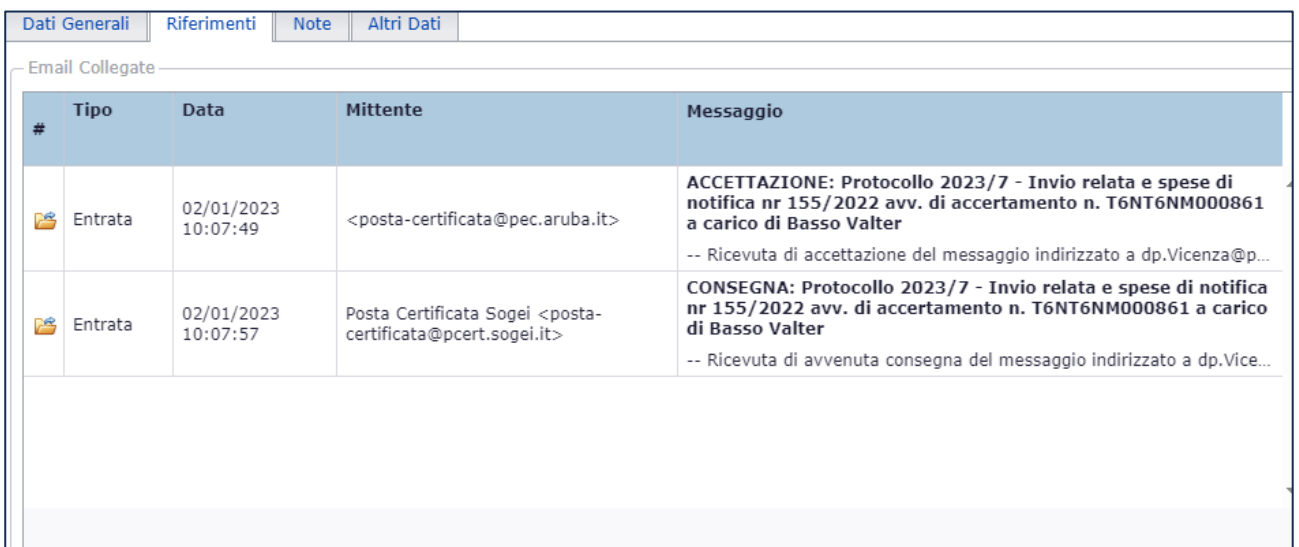 Dati Generali Riferimenti Note Altri Dati
Email Collegate
# Tipo Data Mittente Messaggio
ACCETTAZIONE: Protocollo 2023/7 - Invio relata e spese di
notifica nr 155/2022 avv. di accertamento n. T6NT6NM000861
a carico di Basso Valter
Entrata 02/01/2023 10:07:49 <posta-certificata@pec.aruba.it>
-- Ricevuta di accettazione del messaggio indirizzato a dp.Vicenza@p...
CONSEGNA: Protocollo 2023/7 - Invio relata e spese di notifica
nr 155/2022 avv. di accertamento n. T6NT6NM000861 a carico
di Basso Valter
Entrata 02/01/2023 10:07:57 Posta Certificata Sogei <posta-
certificata@pcert.sogei.it>
-- Ricevuta di avvenuta consegna del messaggio indirizzato a dp.Vice...